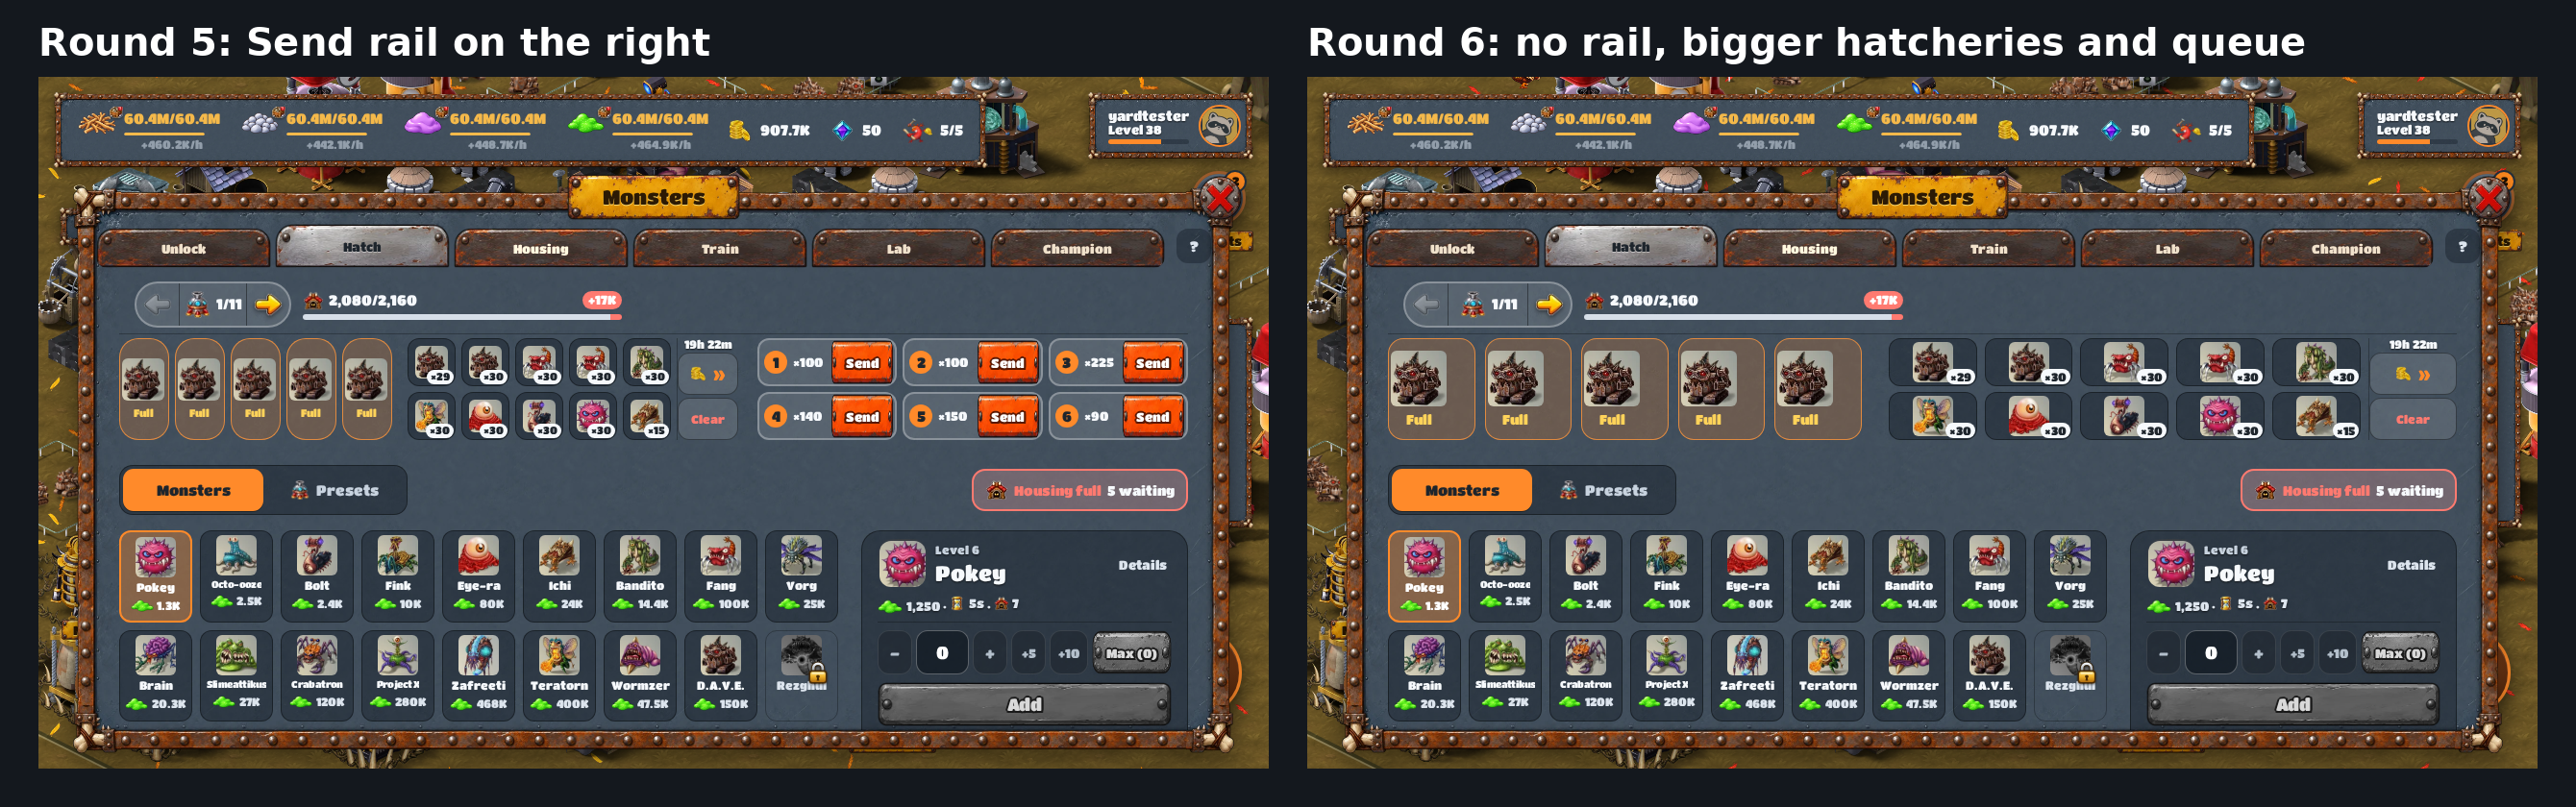 Round 5: Send rail on the right
60.4M/60.4M 60.4M/60.4M 60.4M/60.4M 60.4M/60.4M 907.7K 50 5/5
+460.2K/h +442.1K/h +448.7K/h +464.9K/h
yardtester
Level 38
Monsters
Unlock Hatch Housing Train Lab Champion ?
1/11 2,080/2,160 +17K
Full Full Full Full Full
×29 ×30 ×30 ×30 ×30
×30 ×30 ×30 ×30 ×15
19h 22m
»
Clear
1 ×100 Send 2 ×100 Send 3 ×225 Send
4 ×140 Send 5 ×150 Send 6 ×90 Send
Monsters Presets
Housing full 5 waiting
Pokey Octo-ooze Bolt Fink Eye-ra Ichi Bandito Fang Vorg
1.3K 2.5K 2.4K 10K 80K 24K 14.4K 100K 25K
Brain Slimeattikus Crabatron Project X Zafreeti Teratorn Wormzer D.A.V.E. Rezghul
20.3K 27K 120K 280K 468K 400K 47.5K 150K
Level 6
Pokey
Details
1,250 · 5s · 7
− 0 + +5 +10 Max (0)
Add
Round 6: no rail, bigger hatcheries and queue
60.4M/60.4M 60.4M/60.4M 60.4M/60.4M 60.4M/60.4M 907.7K 50 5/5
+460.2K/h +442.1K/h +448.7K/h +464.9K/h
yardtester
Level 38
Monsters
Unlock Hatch Housing Train Lab Champion ?
1/11 2,080/2,160 +17K
Full Full Full Full Full
×29 ×30 ×30 ×30 ×30
×30 ×30 ×30 ×30 ×15
19h 22m
»
Clear
Monsters Presets
Housing full 5 waiting
Pokey Octo-ooze Bolt Fink Eye-ra Ichi Bandito Fang Vorg
1.3K 2.5K 2.4K 10K 80K 24K 14.4K 100K 25K
Brain Slimeattikus Crabatron Project X Zafreeti Teratorn Wormzer D.A.V.E. Rezghul
20.3K 27K 120K 280K 468K 400K 47.5K 150K
Level 6
Pokey
Details
1,250 · 5s · 7
− 0 + +5 +10 Max (0)
Add